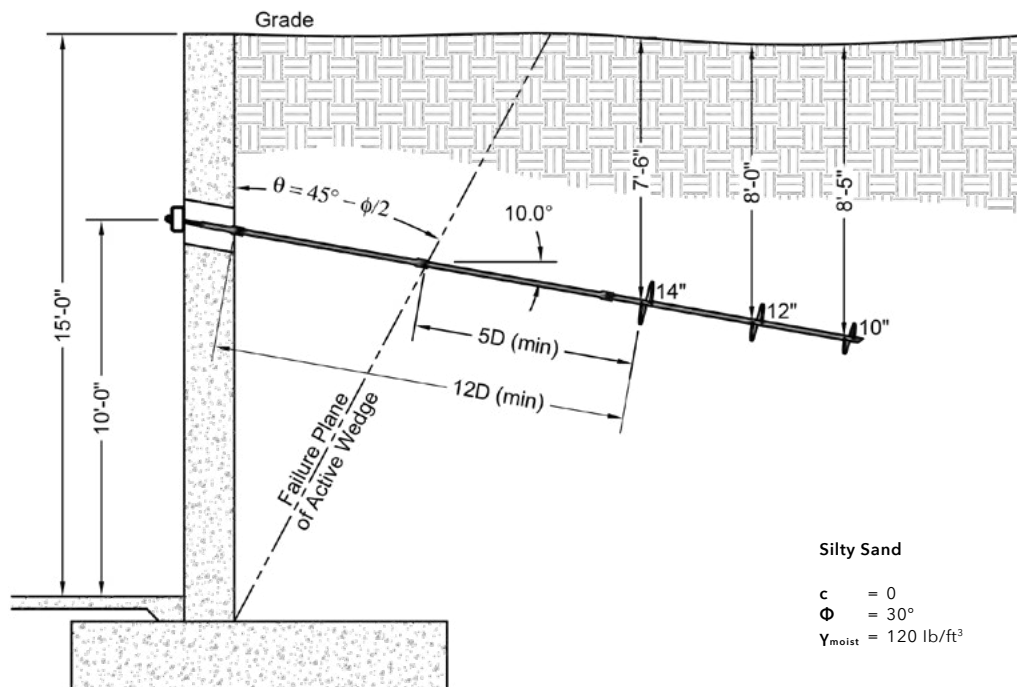 Grade
15'-0"
10'-0"
θ = 45° − ϕ/2
10.0°
7'-6"
8'-0"
8'-5"
14"
12"
10"
5D (min)
12D (min)
Failure Plane
of Active Wedge
Silty Sand
c = 0
Φ = 30°
γmoist = 120 lb/ft³